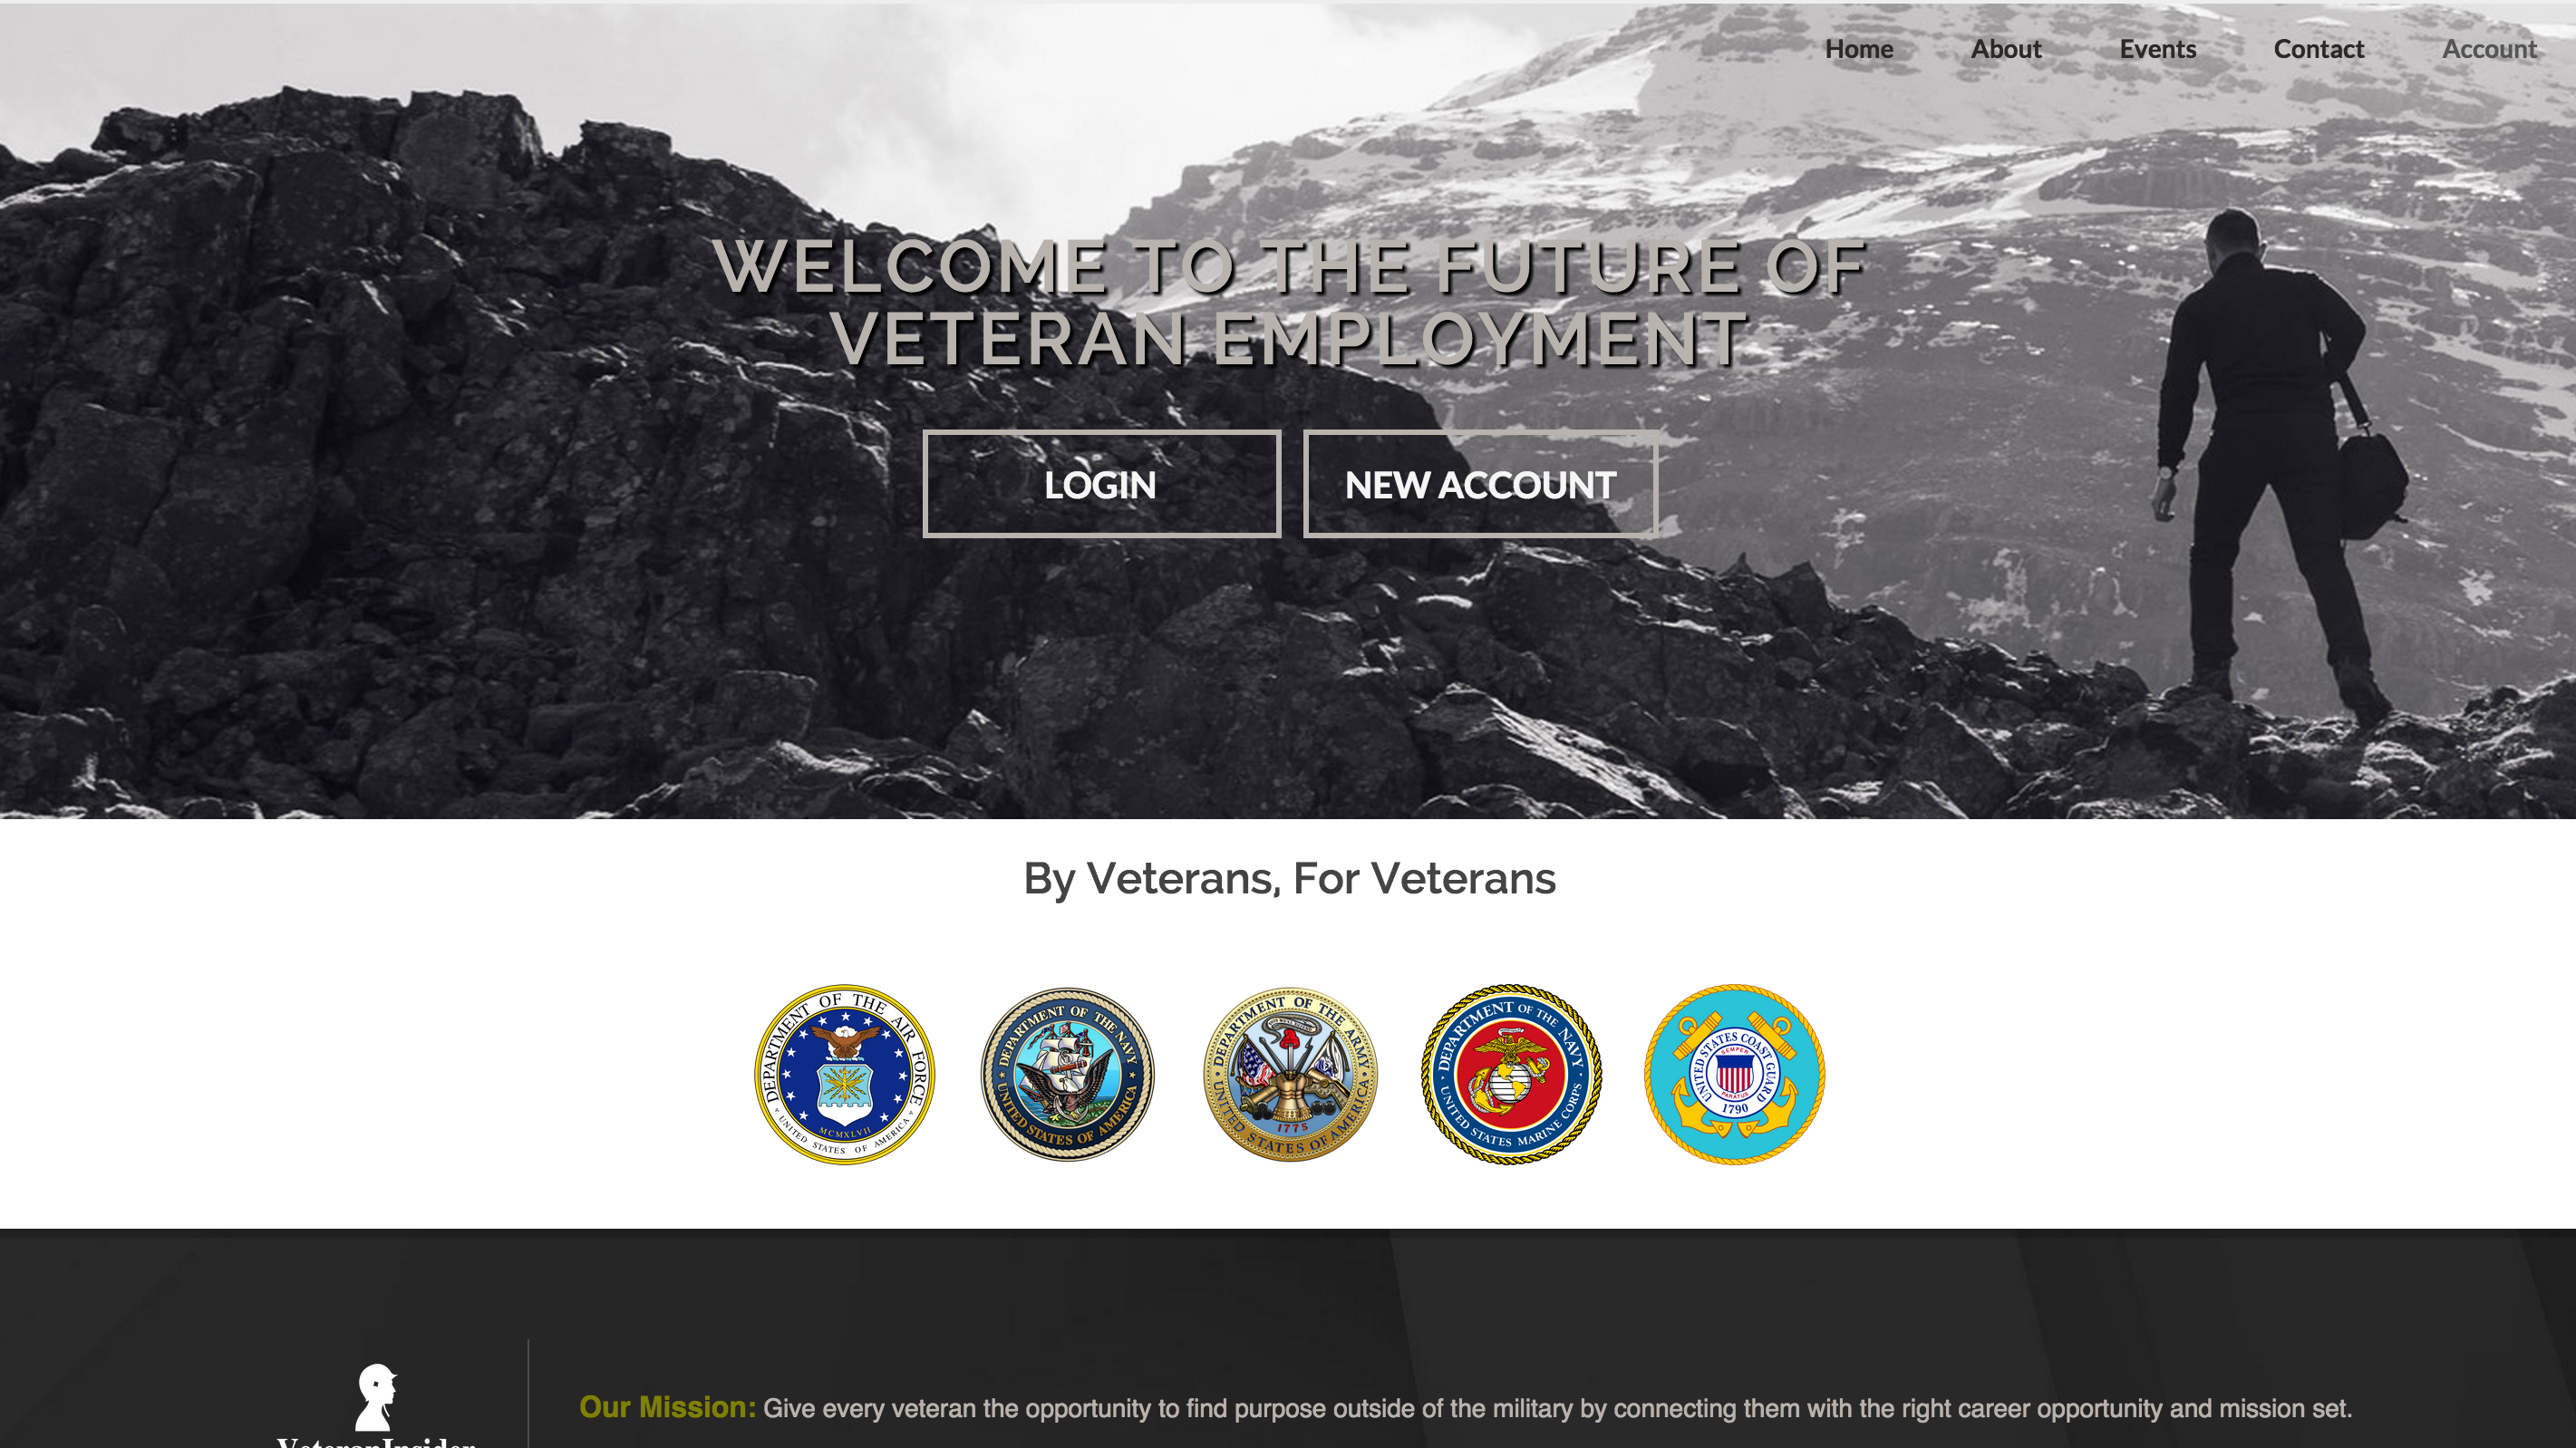 Home About Events Contact Account
WELCOME TO THE FUTURE OF
VETERAN EMPLOYMENT
LOGIN NEW ACCOUNT
By Veterans, For Veterans
DEPARTMENT OF THE AIR FORCE
UNITED STATES OF AMERICA
MCMXLVII
DEPARTMENT OF THE NAVY
UNITED STATES OF AMERICA
DEPARTMENT OF THE ARMY
UNITED STATES OF AMERICA
1775
DEPARTMENT OF THE NAVY
UNITED STATES MARINE CORPS
UNITED STATES COAST GUARD
SEMPER
PARATUS
1790
Our Mission: Give every veteran the opportunity to find purpose outside of the military by connecting them with the right career opportunity and mission set.
VeteranInsider